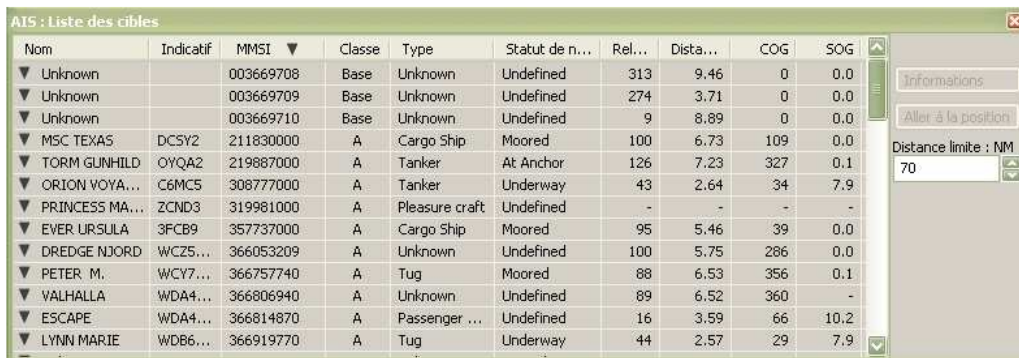 AIS : Liste des cibles
Nom Indicatif MMSI Classe Type Statut de n... Rel... Dista... COG SOG
Unknown 003669708 Base Unknown Undefined 313 9.46 0 0.0
Unknown 003669709 Base Unknown Undefined 274 3.71 0 0.0
Unknown 003669710 Base Unknown Undefined 9 8.89 0 0.0
MSC TEXAS DCSY2 211830000 A Cargo Ship Moored 100 6.73 109 0.0
TORM GUNHILD OYQA2 219887000 A Tanker At Anchor 126 7.23 327 0.1
ORION VOYA... C6MC5 308777000 A Tanker Underway 43 2.64 34 7.9
PRINCESS MA... ZCND3 319981000 A Pleasure craft Undefined - - - -
EVER URSULA 3FCB9 357737000 A Cargo Ship Moored 95 5.46 39 0.0
DREDGE NJORD WCZ5... 366053209 A Unknown Undefined 100 5.75 286 0.0
PETER M. WCY7... 366757740 A Tug Moored 88 6.53 356 0.1
VALHALLA WDA4... 366806940 A Unknown Undefined 89 6.52 360 -
ESCAPE WDA4... 366814870 A Passenger ... Undefined 16 3.59 66 10.2
LYNN MARIE WDB6... 366919770 A Tug Underway 44 2.57 29 7.9
Informations
Aller à la position
Distance limite : NM
70